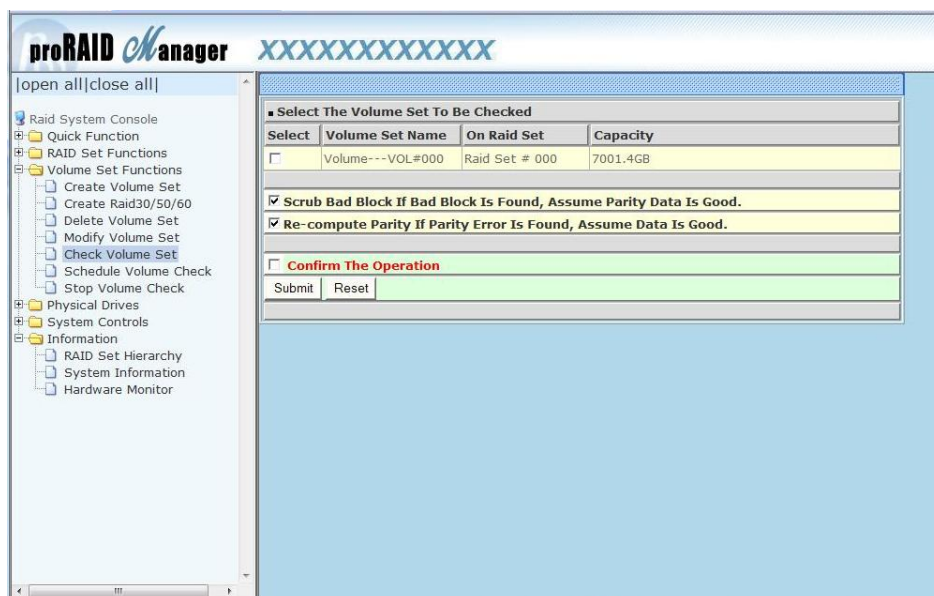 proRAID Manager XXXXXXXXXXXX
|open all|close all|
Raid System Console
Quick Function
RAID Set Functions
Volume Set Functions
Create Volume Set
Create Raid30/50/60
Delete Volume Set
Modify Volume Set
Check Volume Set
Schedule Volume Check
Stop Volume Check
Physical Drives
System Controls
Information
RAID Set Hierarchy
System Information
Hardware Monitor
Select The Volume Set To Be Checked
Select Volume Set Name On Raid Set Capacity
Volume---VOL#000 Raid Set # 000 7001.4GB
Scrub Bad Block If Bad Block Is Found, Assume Parity Data Is Good.
Re-compute Parity If Parity Error Is Found, Assume Data Is Good.
Confirm The Operation
Submit Reset